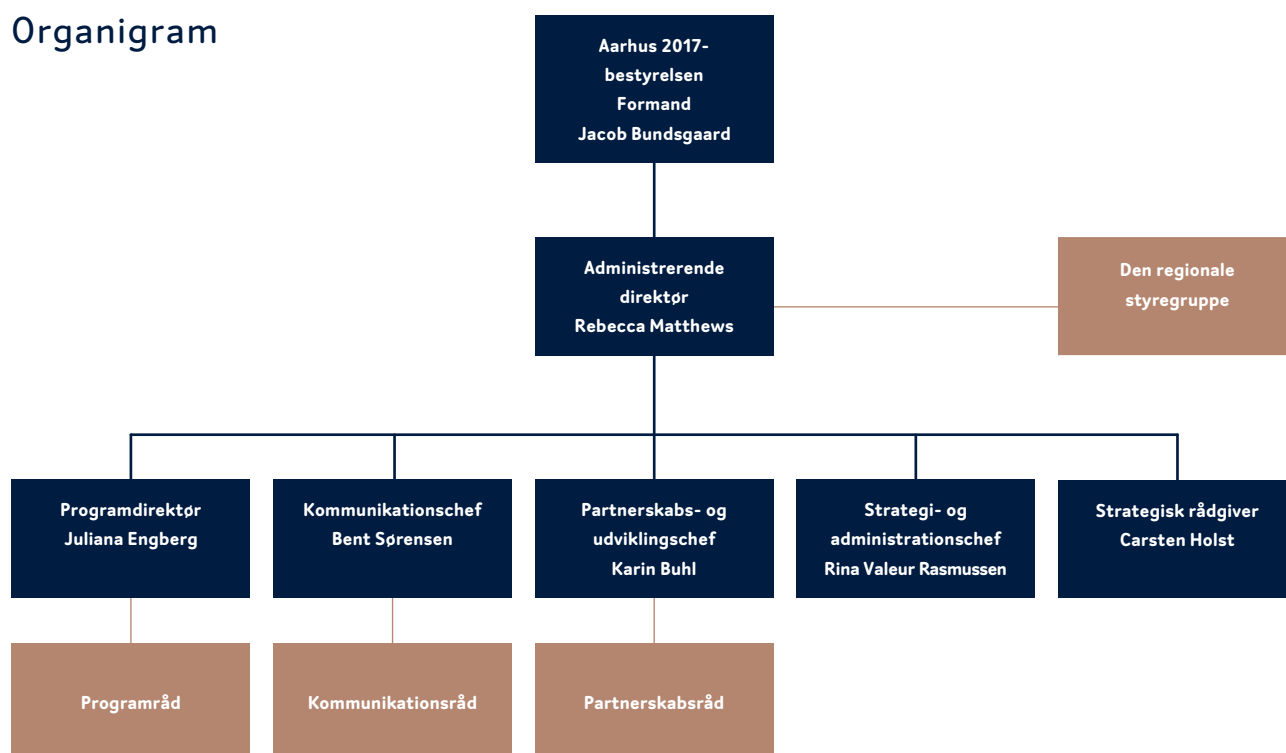 Organigram
Aarhus 2017-
bestyrelsen
Formand
Jacob Bundsgaard
Administrerende
direktør
Rebecca Matthews
Den regionale
styregruppe
Programdirektør
Juliana Engberg
Kommunikationschef
Bent Sørensen
Partnerskabs- og
udviklingschef
Karin Buhl
Strategi- og
administrationschef
Rina Valeur Rasmussen
Strategisk rådgiver
Carsten Holst
Programråd
Kommunikationsråd
Partnerskabsråd